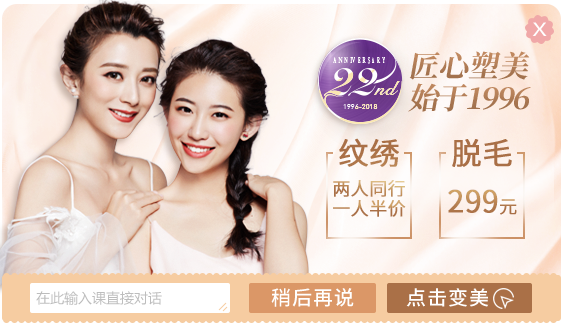 ANNIVERSARY
22nd
1996-2018
匠心塑美
始于1996
纹绣
两人同行
一人半价
脱毛
299元
在此输入课直接对话
稍后再说
点击变美
X